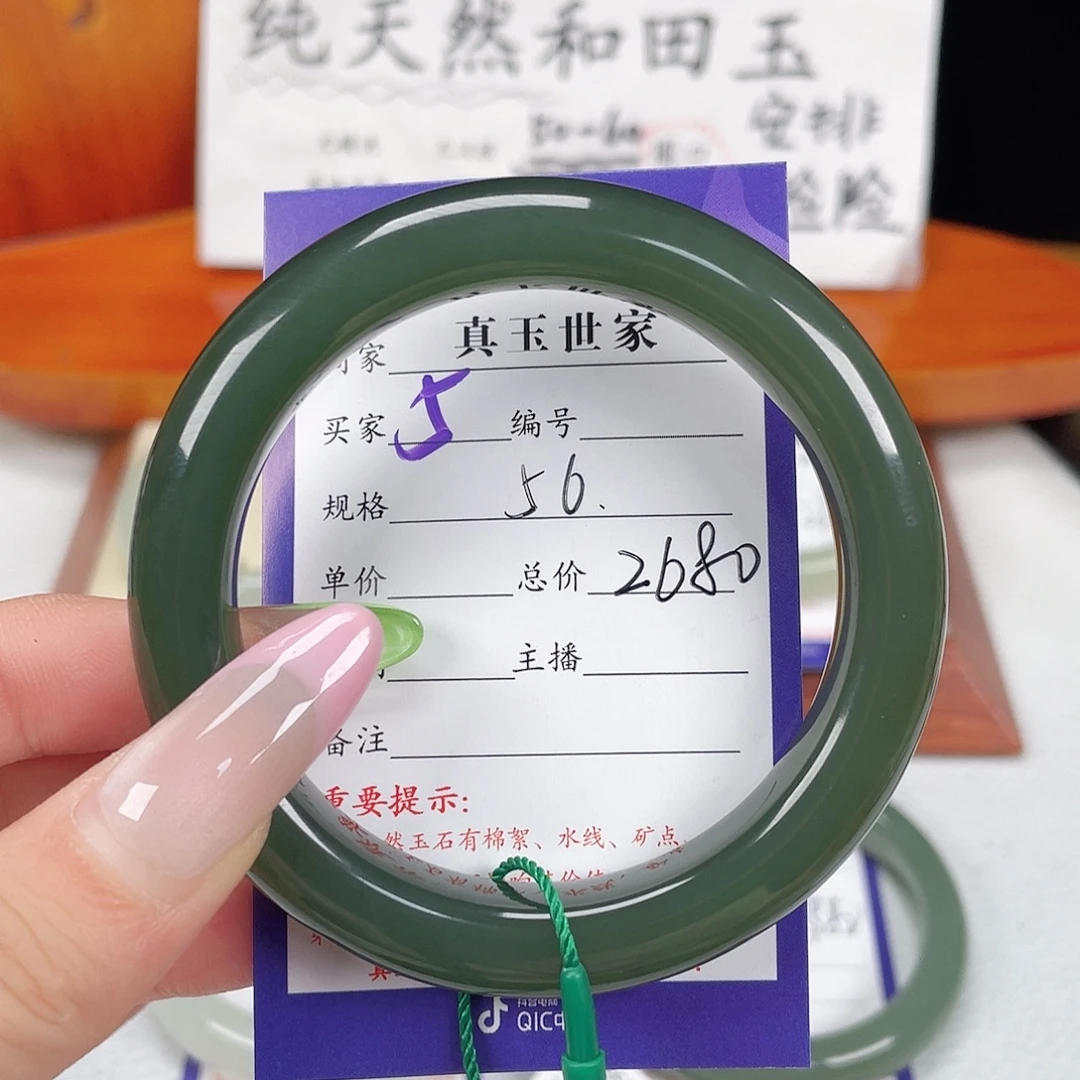 纯天然和田玉
50-60
安排
真玉世家
家
买家 5 编号
规格 56.
单价 总价 2680
主播
备注
重要提示:
然玉石有棉絮、水线、矿点
QIC